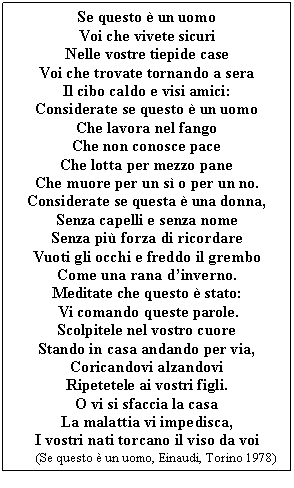 Se questo è un uomo
Voi che vivete sicuri
Nelle vostre tiepide case
Voi che trovate tornando a sera
Il cibo caldo e visi amici:
Considerate se questo è un uomo
Che lavora nel fango
Che non conosce pace
Che lotta per mezzo pane
Che muore per un sì o per un no.
Considerate se questa è una donna,
Senza capelli e senza nome
Senza più forza di ricordare
Vuoti gli occhi e freddo il grembo
Come una rana d’inverno.
Meditate che questo è stato:
Vi comando queste parole.
Scolpitele nel vostro cuore
Stando in casa andando per via,
Coricandovi alzandovi
Ripetetele ai vostri figli.
O vi si sfaccia la casa
La malattia vi impedisca,
I vostri nati torcano il viso da voi
(Se questo è un uomo, Einaudi, Torino 1978)